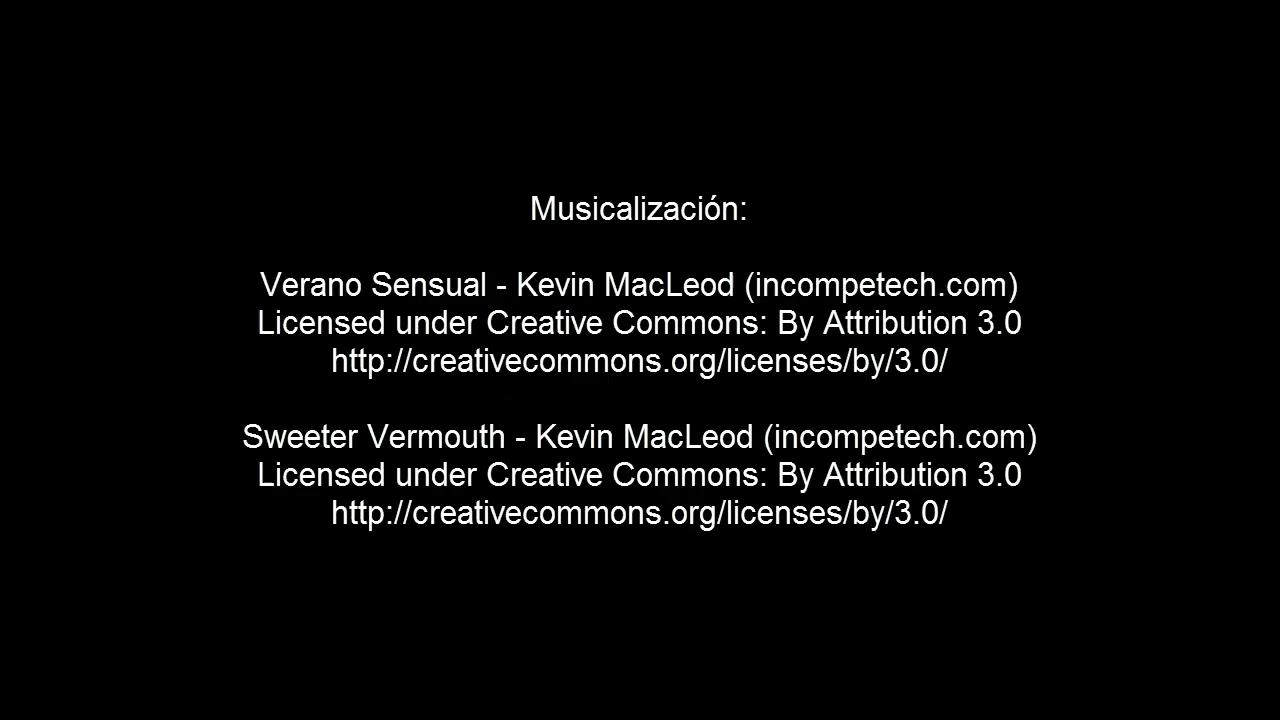 Musicalización:
Verano Sensual - Kevin MacLeod (incompetech.com)
Licensed under Creative Commons: By Attribution 3.0
http://creativecommons.org/licenses/by/3.0/
Sweeter Vermouth - Kevin MacLeod (incompetech.com)
Licensed under Creative Commons: By Attribution 3.0
http://creativecommons.org/licenses/by/3.0/